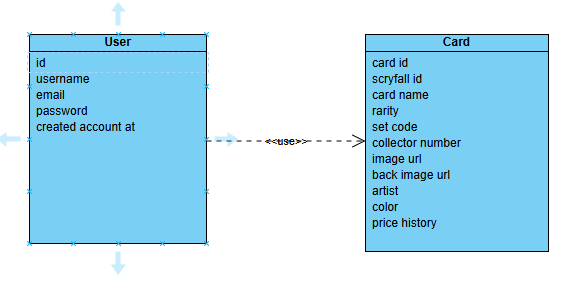 User
id
username
email
password
created account at
<<use>>
Card
card id
scryfall id
card name
rarity
set code
collector number
image url
back image url
artist
color
price history